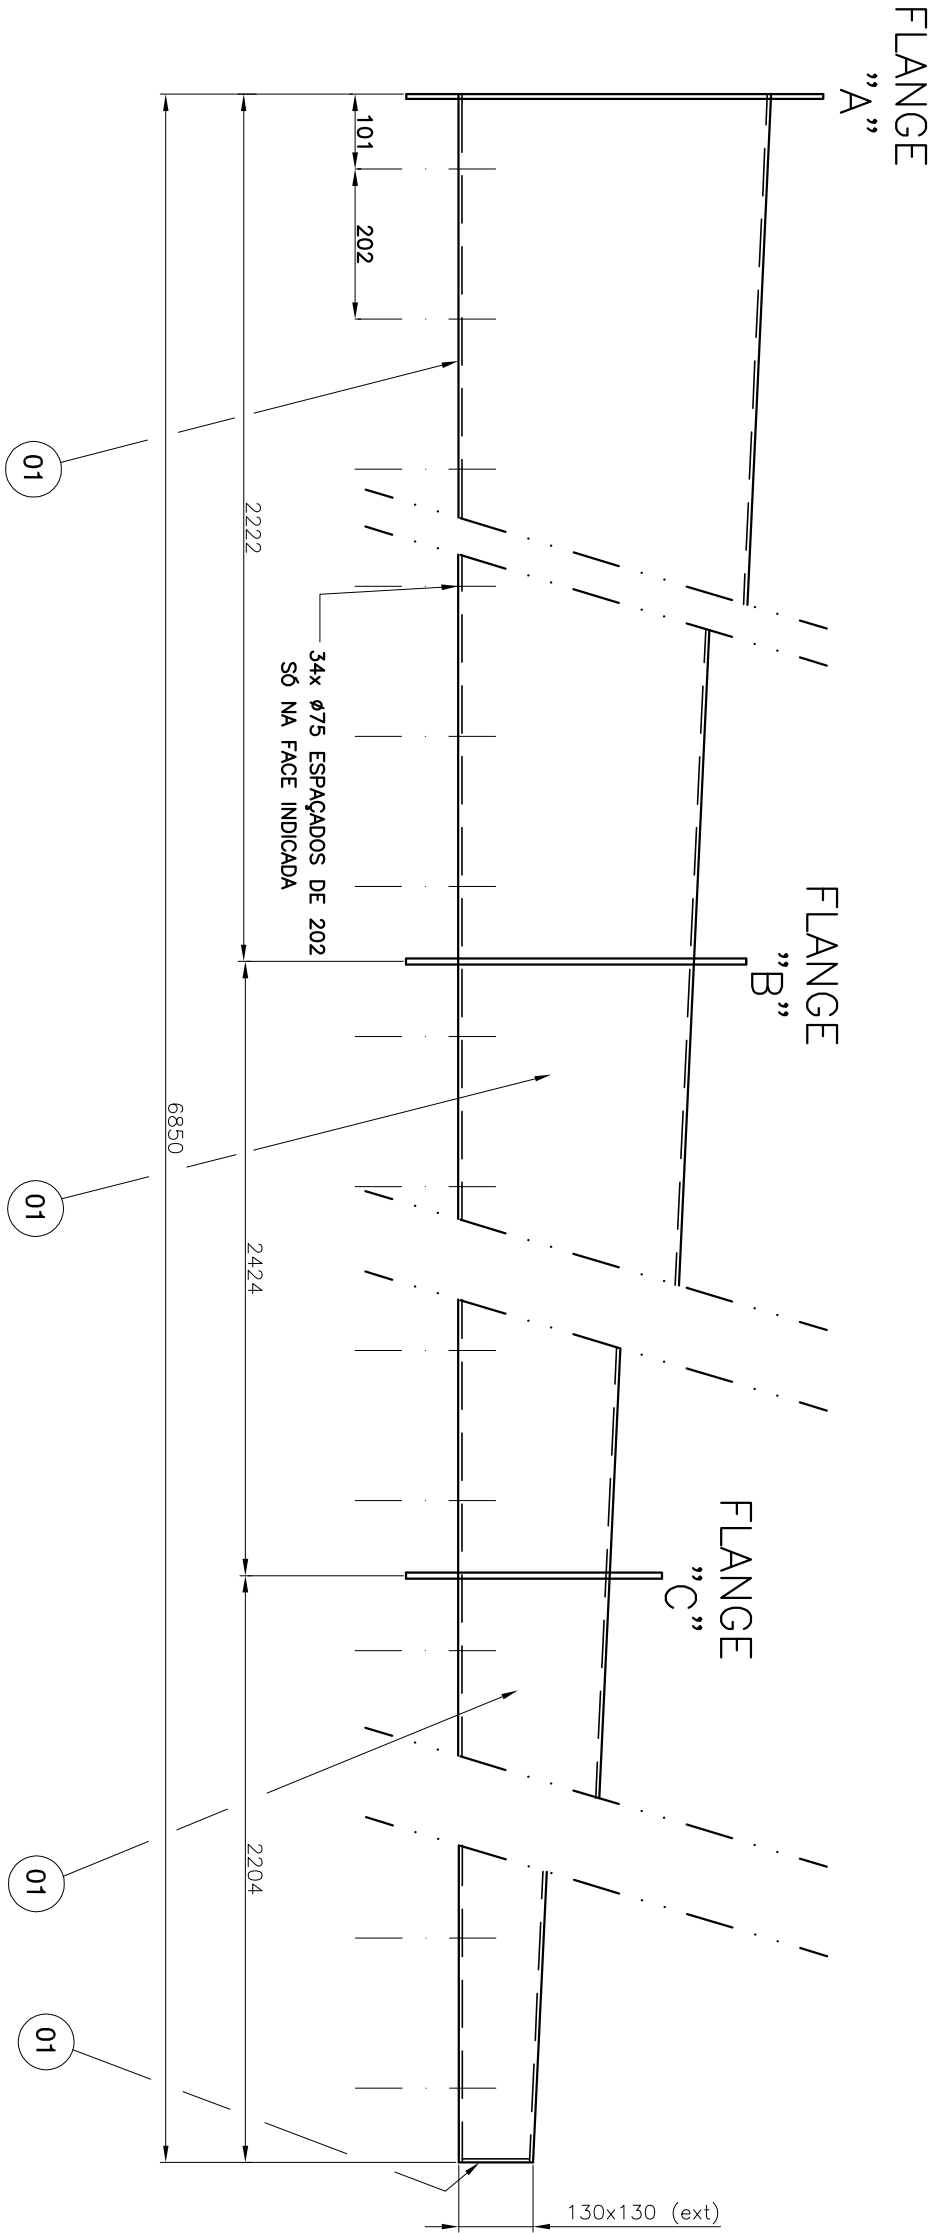 FLANGE
"A"
FLANGE
"B"
FLANGE
"C"
101
202
34x ø75 ESPAÇADOS DE 202
SÓ NA FACE INDICADA
2222
2424
2204
6850
130x130 (ext)
01
01
01
01